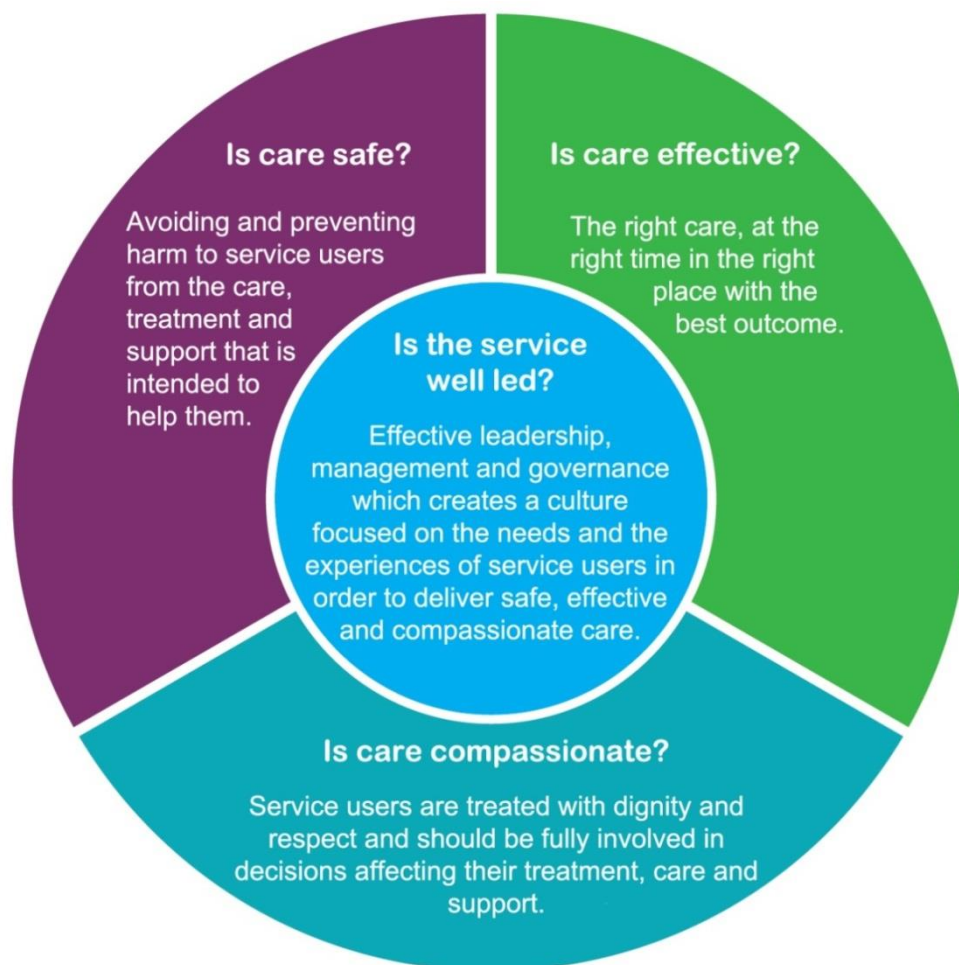 Is care safe?
Avoiding and preventing
harm to service users
from the care,
treatment and
support that is
intended to
help them.
Is care effective?
The right care, at the
right time in the right
place with the
best outcome.
Is the service
well led?
Effective leadership,
management and governance
which creates a culture
focused on the needs and the
experiences of service users in
order to deliver safe, effective
and compassionate care.
Is care compassionate?
Service users are treated with dignity and
respect and should be fully involved in
decisions affecting their treatment, care and
support.